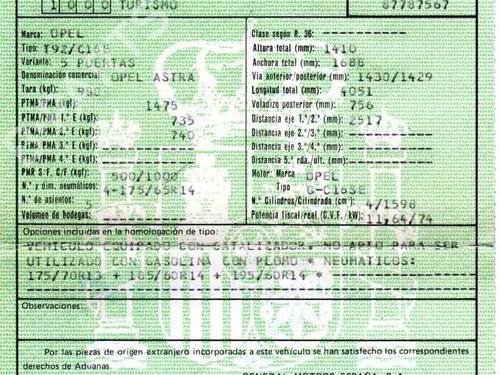 1000 TURISMO 87787567
Marca: OPEL
Tipo: T92/C16E
Variante: 5 PUERTAS
Denominación comercial: OPEL ASTRA
Tara (kgf): 980
PTMA/PMA (kgf): 1475
PTMA/PMA 1.º E (kgf): 735
PTMA/PMA 2.º E (kgf): 740
PTMA/PMA 3.º E (kgf):
PTMA/PMA 4.º E (kgf):
PMR S.F. C/F (kgf): 500/1000
N.º y dim. neumáticos: 4-175/65R14
N.º de asientos: 5
Volumen de bodegas:
Clase según R. 36:
Altura total (mm): 1410
Anchura total (mm): 1688
Vía anterior/posterior (mm): 1430/1429
Longitud total (mm): 4051
Voladizo posterior (mm): 756
Distancia eje 1.º/2.º (mm): 2517
Distancia eje 2.º/3.º (mm):
Distancia eje 3.º/4.º (mm):
Distancia 5.ª rda./ult. (mm):
Motor: Marca OPEL
Tipo G-C16SE
N.º Cilindros/Cilindrada (cm³): 4/1598
Potencia fiscal/real (C.V.F./kW): 11,64/74
Opciones incluidas en la homologación de tipo:
VEHICULO EQUIPADO CON CATALIZADOR, NO APTO PARA SER
UTILIZADO CON GASOLINA CON PLOMO * NEUMATICOS:
175/70R13 + 185/60R14 + 195/60R14 *
Observaciones:
Por las piezas de origen extranjero incorporadas a este vehículo se han satisfecho los correspondientes
derechos de Aduanas.